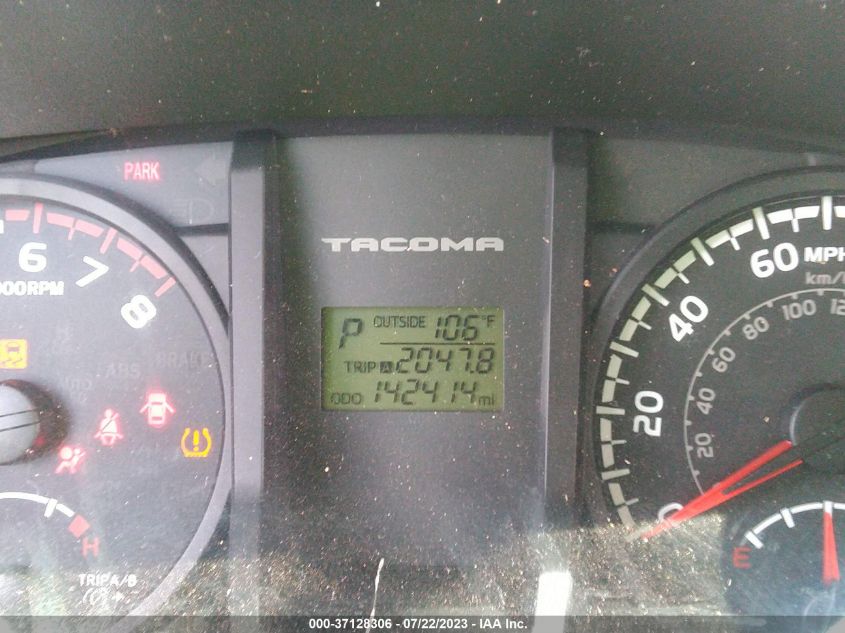 PARK
TACOMA
6
7
8
000RPM
60
MPH
km/
40
20
0
20
40
60
80
100
P
OUTSIDE 106°F
TRIP A 2047.8
ODO 142414 mi
ABS
BRAKE
H
E
TRIP A/B
000-37128306 - 07/22/2023 - IAA Inc.